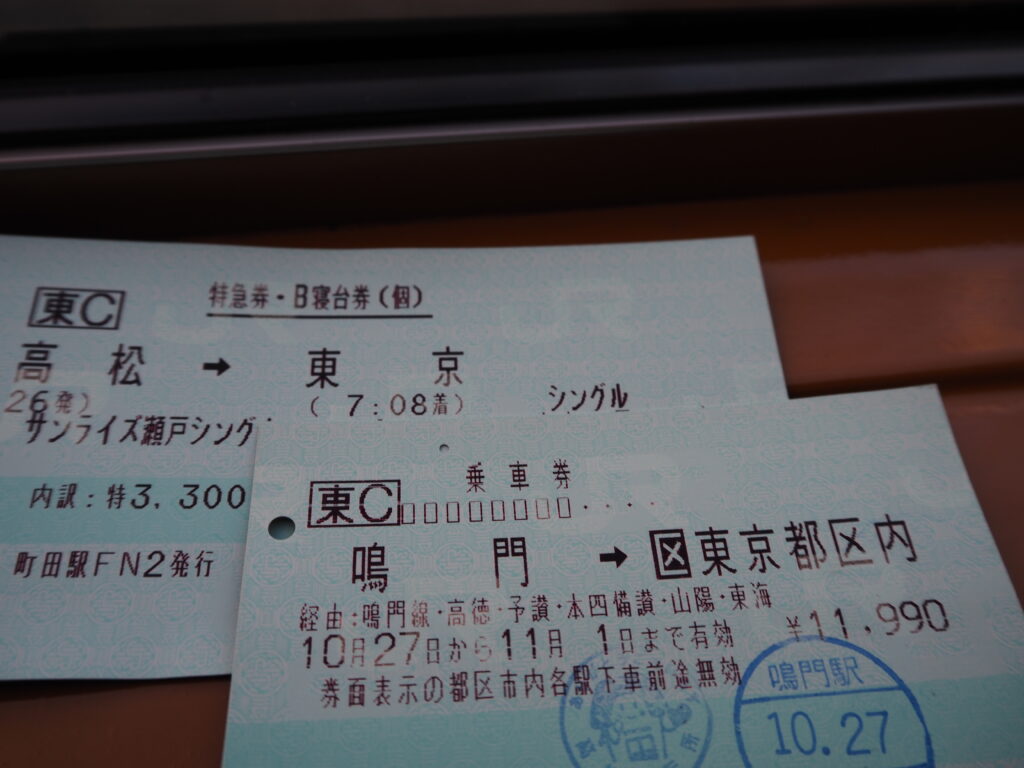 東C
特急券・B寝台券(個)
高松 → 東京
26発) ( 7:08着) シングル
サンライズ瀬戸シング
内訳:特3,300
町田駅FN2発行
乗車券
東C□□□□□□□□□・・・・
鳴門 → 区東京都区内
経由:鳴門線・高徳・予讃・本四備讃・山陽・東海
10月27日から11月 1日まで有効 ¥11,990
券面表示の都区市内各駅下車前途無効
鳴門駅
10.27